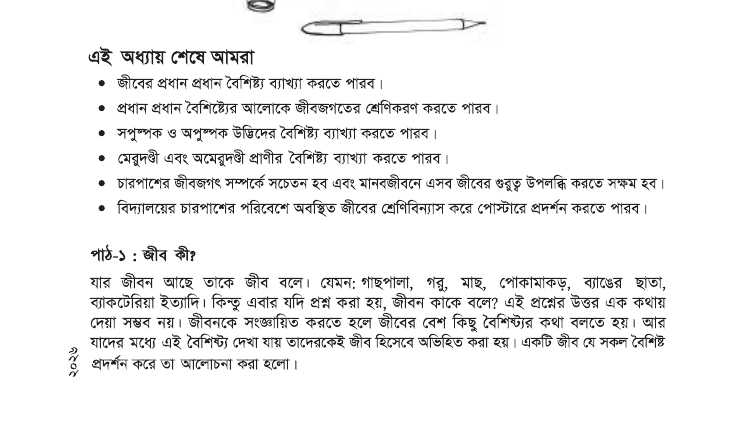 এই অধ্যায় শেষে আমরা
• জীবের প্রধান প্রধান বৈশিষ্ট্য ব্যাখ্যা করতে পারব।
• প্রধান প্রধান বৈশিষ্ট্যের আলোকে জীবজগতের শ্রেণিকরণ করতে পারব।
• সপুষ্পক ও অপুষ্পক উদ্ভিদের বৈশিষ্ট্য ব্যাখ্যা করতে পারব।
• মেরুদণ্ডী এবং অমেরুদণ্ডী প্রাণীর বৈশিষ্ট্য ব্যাখ্যা করতে পারব।
• চারপাশের জীবজগৎ সম্পর্কে সচেতন হব এবং মানবজীবনে এসব জীবের গুরুত্ব উপলব্ধি করতে সক্ষম হব।
• বিদ্যালয়ের চারপাশের পরিবেশে অবস্থিত জীবের শ্রেণিবিন্যাস করে পোস্টারে প্রদর্শন করতে পারব।
পাঠ-১ : জীব কী?
যার জীবন আছে তাকে জীব বলে। যেমন: গাছপালা, গরু, মাছ, পোকামাকড়, ব্যাঙের ছাতা,
ব্যাকটেরিয়া ইত্যাদি। কিন্তু এবার যদি প্রশ্ন করা হয়, জীবন কাকে বলে? এই প্রশ্নের উত্তর এক কথায়
দেয়া সম্ভব নয়। জীবনকে সংজ্ঞায়িত করতে হলে জীবের বেশ কিছু বৈশিষ্ট্যর কথা বলতে হয়। আর
যাদের মধ্যে এই বৈশিষ্ট্য দেখা যায় তাদেরকেই জীব হিসেবে অভিহিত করা হয়। একটি জীব যে সকল বৈশিষ্ট
প্রদর্শন করে তা আলোচনা করা হলো।
২০২৬